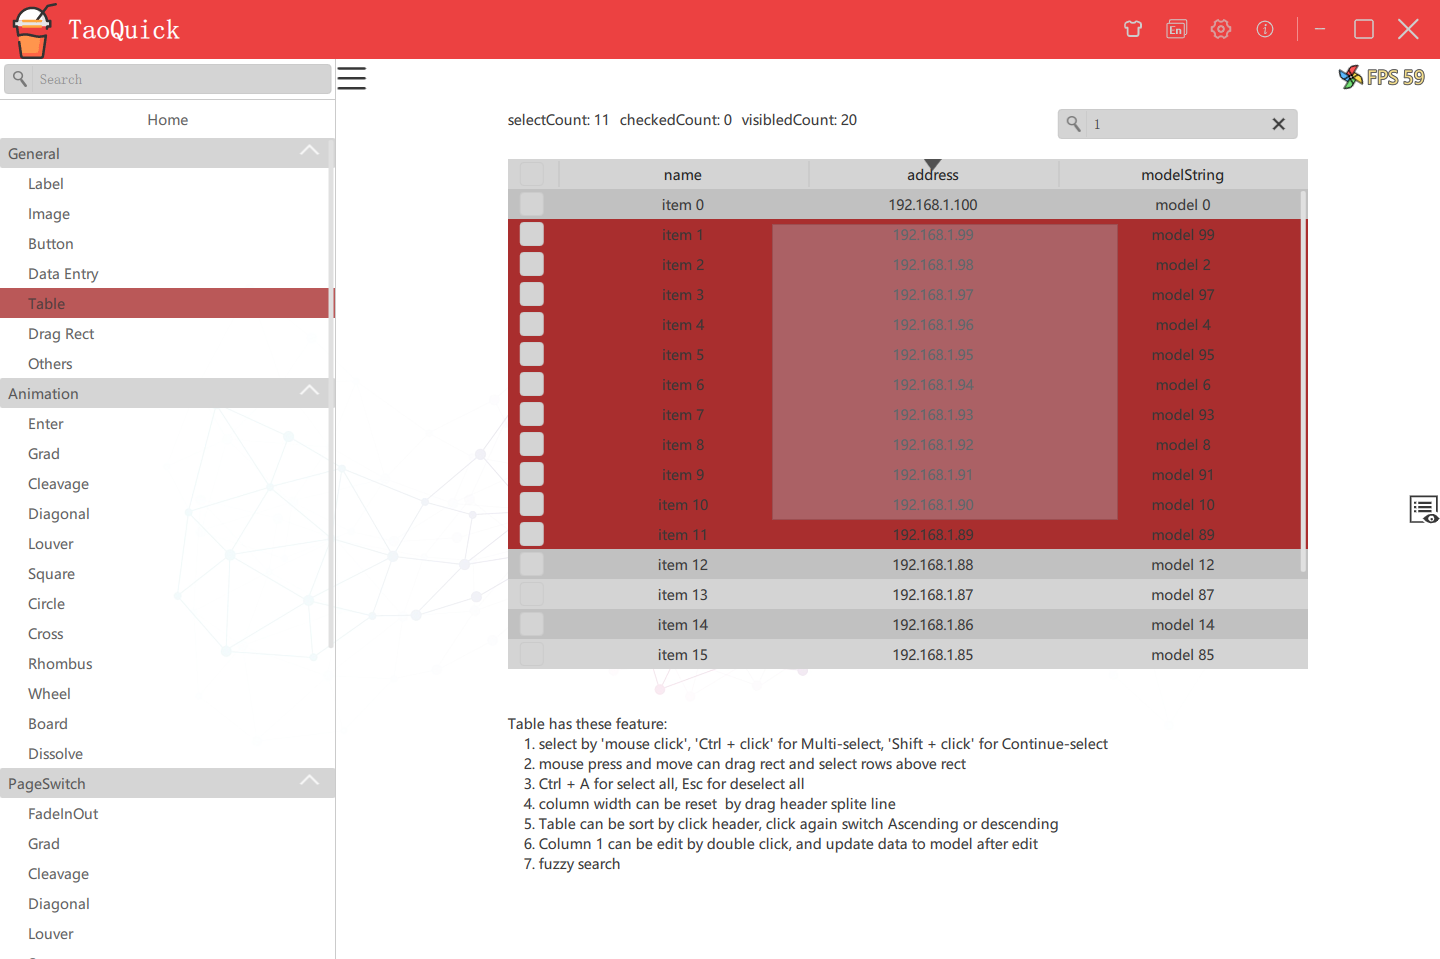 TaoQuick
En
Search
FPS 59
Home
selectCount: 11 checkedCount: 0 visibledCount: 20
1
General
Label
Image
Button
Data Entry
Table
Drag Rect
Others
Animation
Enter
Grad
Cleavage
Diagonal
Louver
Square
Circle
Cross
Rhombus
Wheel
Board
Dissolve
PageSwitch
FadeInOut
Grad
Cleavage
Diagonal
Louver
name address modelString
item 0 192.168.1.100 model 0
item 1 192.168.1.99 model 99
item 2 192.168.1.98 model 2
item 3 192.168.1.97 model 97
item 4 192.168.1.96 model 4
item 5 192.168.1.95 model 95
item 6 192.168.1.94 model 6
item 7 192.168.1.93 model 93
item 8 192.168.1.92 model 8
item 9 192.168.1.91 model 91
item 10 192.168.1.90 model 10
item 11 192.168.1.89 model 89
item 12 192.168.1.88 model 12
item 13 192.168.1.87 model 87
item 14 192.168.1.86 model 14
item 15 192.168.1.85 model 85
Table has these feature:
1. select by 'mouse click', 'Ctrl + click' for Multi-select, 'Shift + click' for Continue-select
2. mouse press and move can drag rect and select rows above rect
3. Ctrl + A for select all, Esc for deselect all
4. column width can be reset by drag header splite line
5. Table can be sort by click header, click again switch Ascending or descending
6. Column 1 can be edit by double click, and update data to model after edit
7. fuzzy search